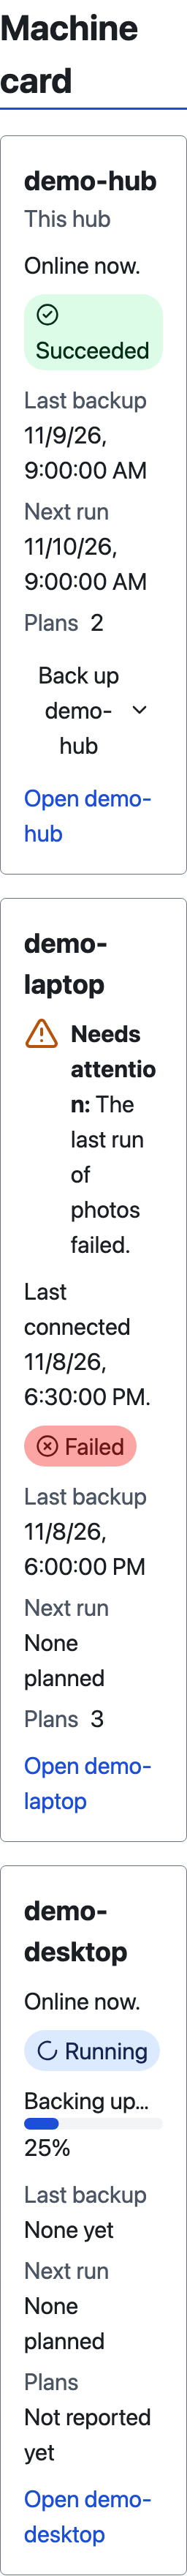 Machine
card
demo-hub
This hub
Online now.
Succeeded
Last backup
11/9/26,
9:00:00 AM
Next run
11/10/26,
9:00:00 AM
Plans 2
Back up
demo-
hub
Open demo-
hub
demo-
laptop
Needs
attentio
n: The
last run
of
photos
failed.
Last
connected
11/8/26,
6:30:00 PM.
Failed
Last backup
11/8/26,
6:00:00 PM
Next run
None
planned
Plans 3
Open demo-
laptop
demo-
desktop
Online now.
Running
Backing up...
25%
Last backup
None yet
Next run
None
planned
Plans
Not reported
yet
Open demo-
desktop